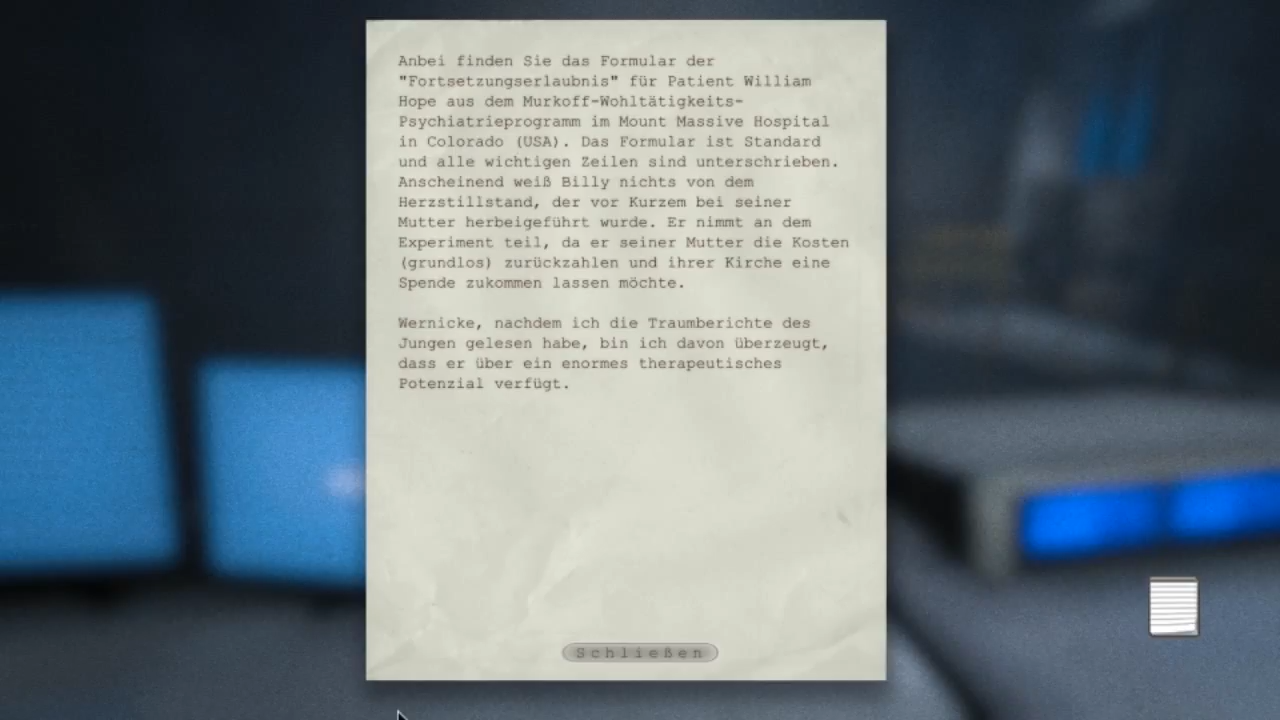 Anbei finden Sie das Formular der
"Fortsetzungserlaubnis" für Patient William
Hope aus dem Murkoff-Wohltätigkeits-
Psychiatrieprogramm im Mount Massive Hospital
in Colorado (USA). Das Formular ist Standard
und alle wichtigen Zeilen sind unterschrieben.
Anscheinend weiß Billy nichts von dem
Herzstillstand, der vor Kurzem bei seiner
Mutter herbeigeführt wurde. Er nimmt an dem
Experiment teil, da er seiner Mutter die Kosten
(grundlos) zurückzahlen und ihrer Kirche eine
Spende zukommen lassen möchte.
Wernicke, nachdem ich die Traumberichte des
Jungen gelesen habe, bin ich davon überzeugt,
dass er über ein enormes therapeutisches
Potenzial verfügt.
Schließen